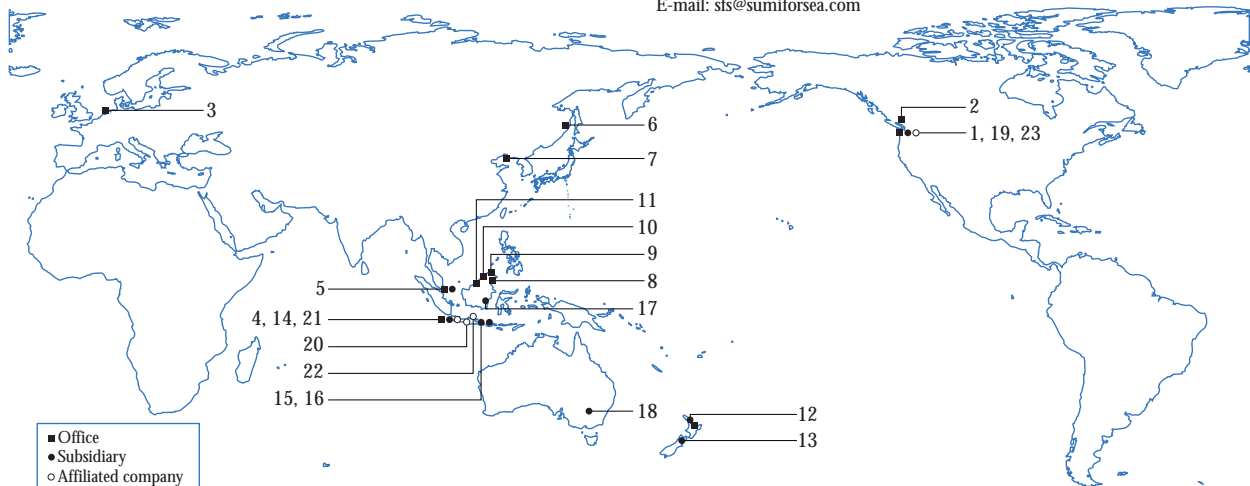 E-mail: sfs@sumiforsea.com
3
2
6
1, 19, 23
7
11
10
9
8
5
17
4, 14, 21
20
22
15, 16
18
12
13
■ Office
● Subsidiary
○ Affiliated company